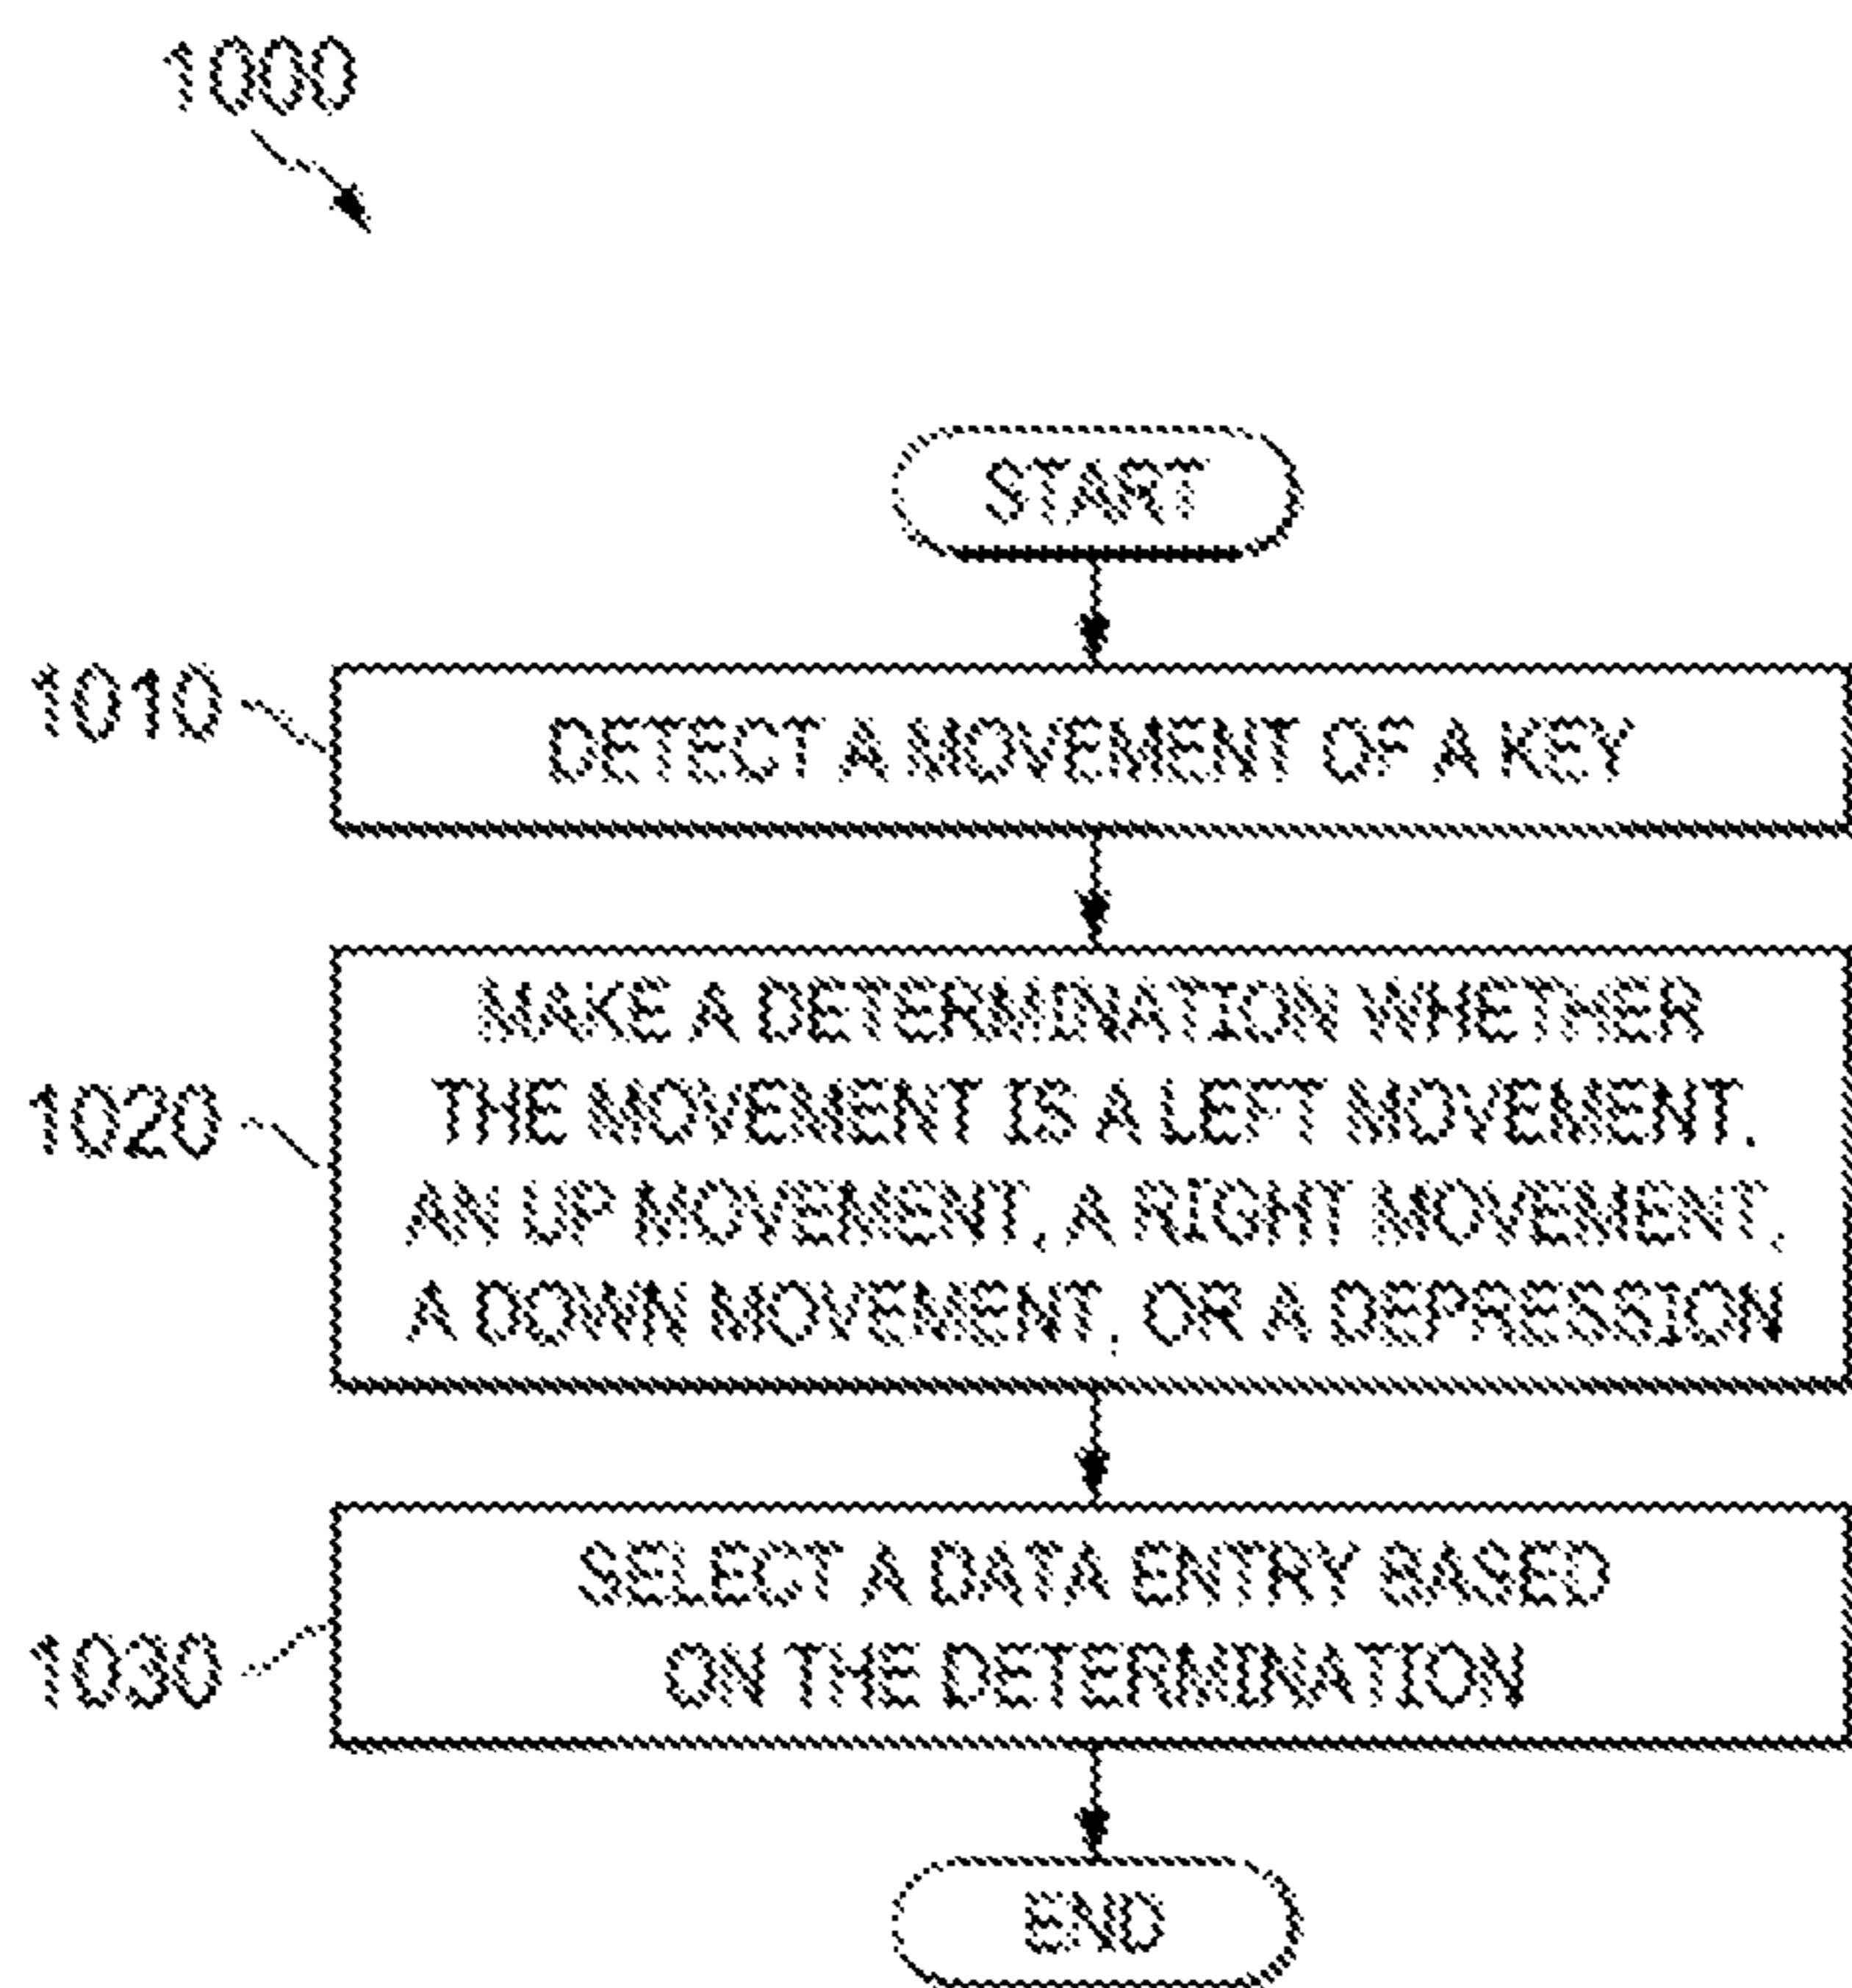 1000
START
1010
DETECT A MOVEMENT OF A KEY
MAKE A DETERMINATION WHETHER
THE MOVEMENT IS A LEFT MOVEMENT,
1020
AN UP MOVEMENT, A RIGHT MOVEMENT,
A DOWN MOVEMENT, OR A DEPRESSION
SELECT A DATA ENTRY BASED
ON THE DETERMINATION
1030
END